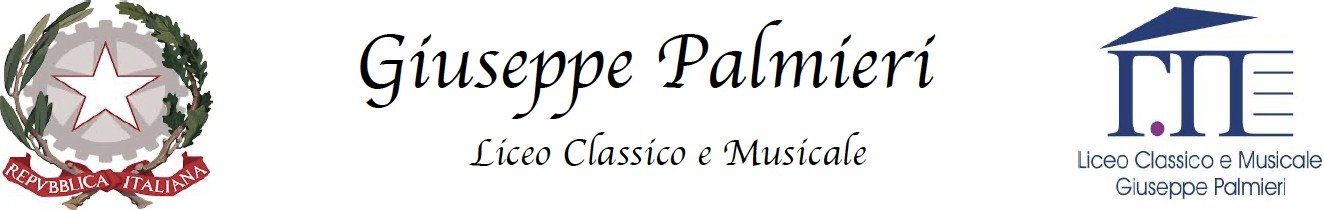 REPVBBLICA ITALIANA
Giuseppe Palmieri
Liceo Classico e Musicale
Γ.Π
Liceo Classico e Musicale
Giuseppe Palmieri